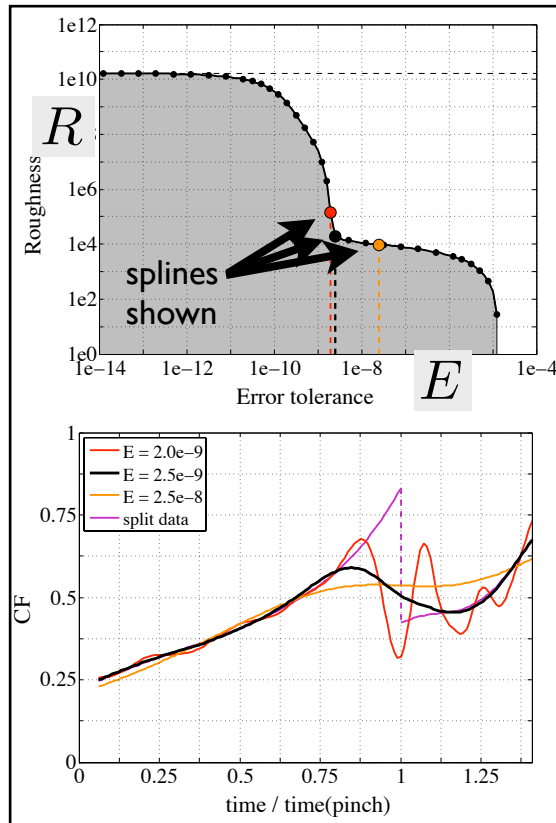 1e12
1e10
R
Roughness
1e6
1e4
splines
shown
1e2
1e0
1e−14 1e−12 1e−10 1e−8 1e−4
Error tolerance
E
1
E = 2.0e−9
E = 2.5e−9
E = 2.5e−8
split data
0.75
CF
0.5
0.25
0
0 0.25 0.5 0.75 1 1.25
time / time(pinch)